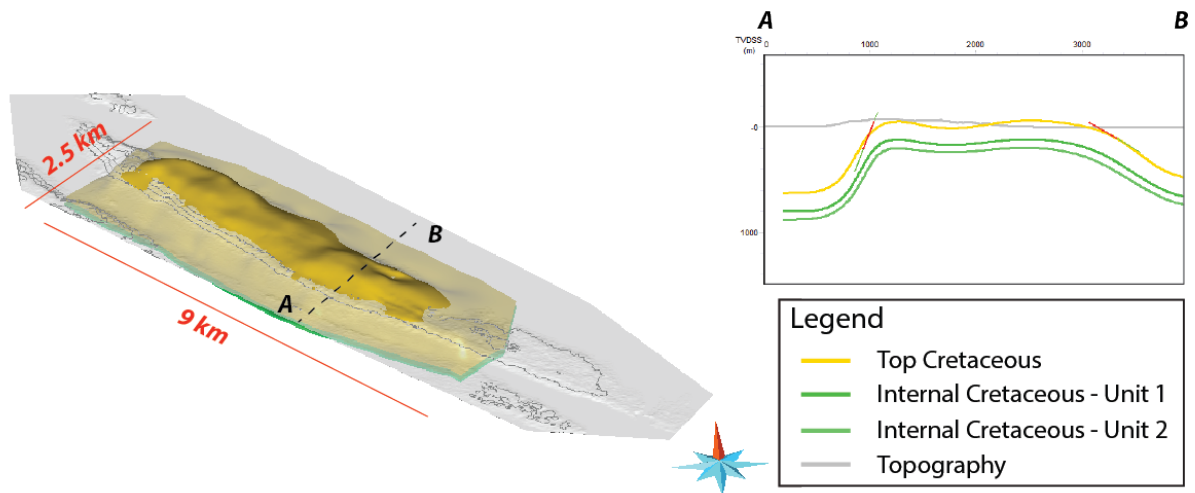 A
B
TVDSS
(m)
0
1000
2000
3000
-0
1000
2.5 km
B
A
9 km
Legend
Top Cretaceous
Internal Cretaceous - Unit 1
Internal Cretaceous - Unit 2
Topography